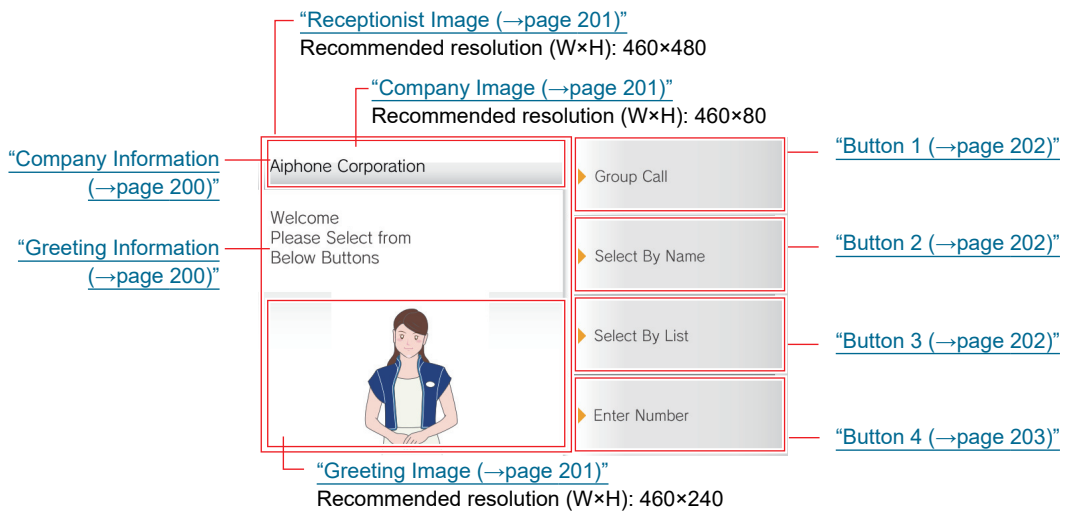 “Receptionist Image (→page 201)”
Recommended resolution (W×H): 460×480
“Company Image (→page 201)”
Recommended resolution (W×H): 460×80
“Company Information
(→page 200)”
“Greeting Information
(→page 200)”
Aiphone Corporation
Welcome
Please Select from
Below Buttons
Group Call
Select By Name
Select By List
Enter Number
“Button 1 (→page 202)”
“Button 2 (→page 202)”
“Button 3 (→page 202)”
“Button 4 (→page 203)”
“Greeting Image (→page 201)”
Recommended resolution (W×H): 460×240